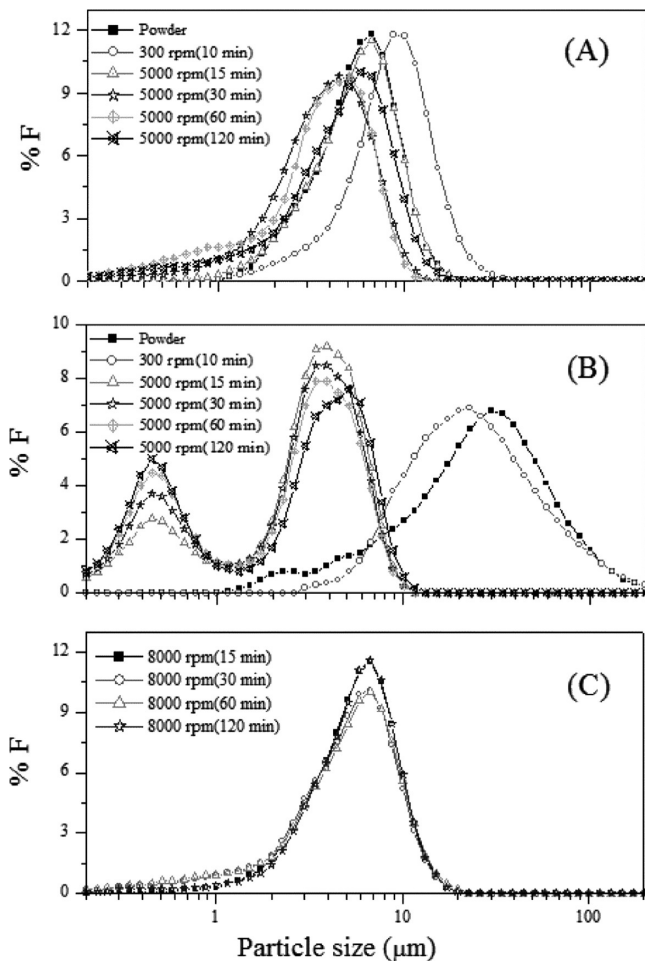 12
9
6
3
0
% F
Powder
300 rpm(10 min)
5000 rpm(15 min)
5000 rpm(30 min)
5000 rpm(60 min)
5000 rpm(120 min)
(A)
10
8
6
4
2
0
% F
Powder
300 rpm(10 min)
5000 rpm(15 min)
5000 rpm(30 min)
5000 rpm(60 min)
5000 rpm(120 min)
(B)
12
9
6
3
0
% F
8000 rpm(15 min)
8000 rpm(30 min)
8000 rpm(60 min)
8000 rpm(120 min)
(C)
1 10 100
Particle size (μm)